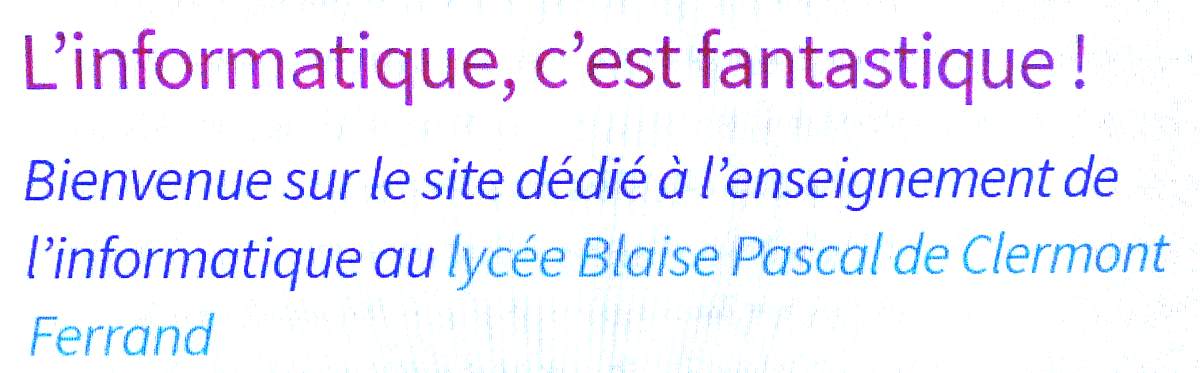 L’informatique, c’est fantastique !
Bienvenue sur le site dédié à l’enseignement de
l’informatique au lycée Blaise Pascal de Clermont
Ferrand